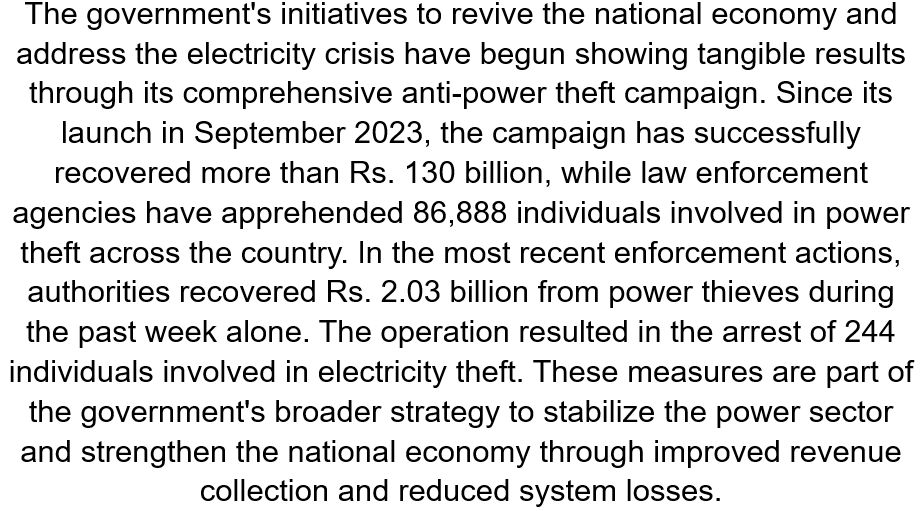 The government's initiatives to revive the national economy and
address the electricity crisis have begun showing tangible results
through its comprehensive anti-power theft campaign. Since its
launch in September 2023, the campaign has successfully
recovered more than Rs. 130 billion, while law enforcement
agencies have apprehended 86,888 individuals involved in power
theft across the country. In the most recent enforcement actions,
authorities recovered Rs. 2.03 billion from power thieves during
the past week alone. The operation resulted in the arrest of 244
individuals involved in electricity theft. These measures are part of
the government's broader strategy to stabilize the power sector
and strengthen the national economy through improved revenue
collection and reduced system losses.